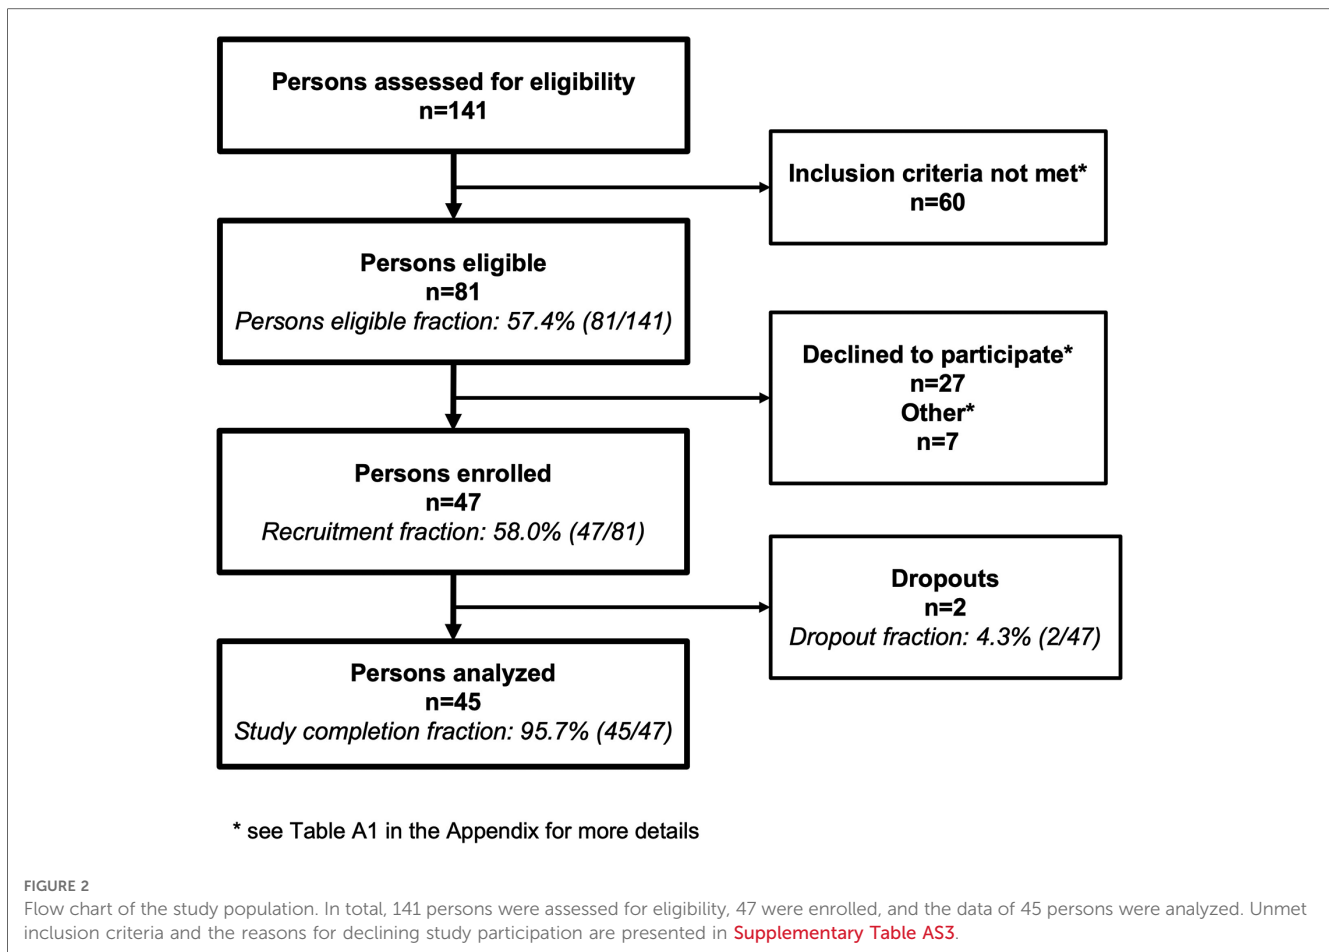 Persons assessed for eligibility
n=141
Inclusion criteria not met*
n=60
Persons eligible
n=81
Persons eligible fraction: 57.4% (81/141)
Declined to participate*
n=27
Other*
n=7
Persons enrolled
n=47
Recruitment fraction: 58.0% (47/81)
Dropouts
n=2
Dropout fraction: 4.3% (2/47)
Persons analyzed
n=45
Study completion fraction: 95.7% (45/47)
* see Table A1 in the Appendix for more details
FIGURE 2
Flow chart of the study population. In total, 141 persons were assessed for eligibility, 47 were enrolled, and the data of 45 persons were analyzed. Unmet
inclusion criteria and the reasons for declining study participation are presented in Supplementary Table AS3.